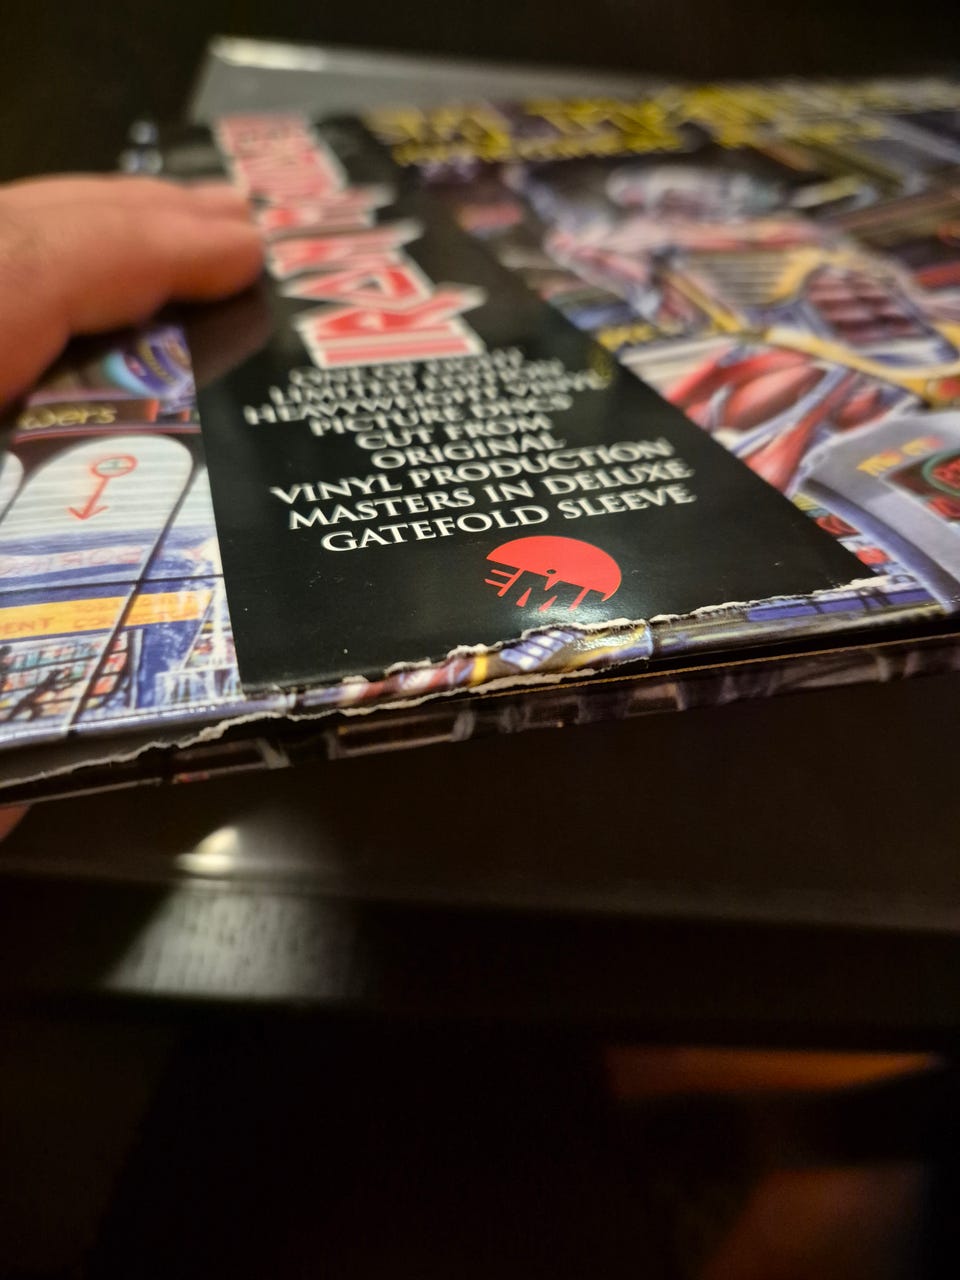 IRON MAIDEN
ONE OF EIGHT
LIMITED EDITION
HEAVYWEIGHT VINYL
PICTURE DISCS
CUT FROM
ORIGINAL
VINYL PRODUCTION
MASTERS IN DELUXE
GATEFOLD SLEEVE
EMI